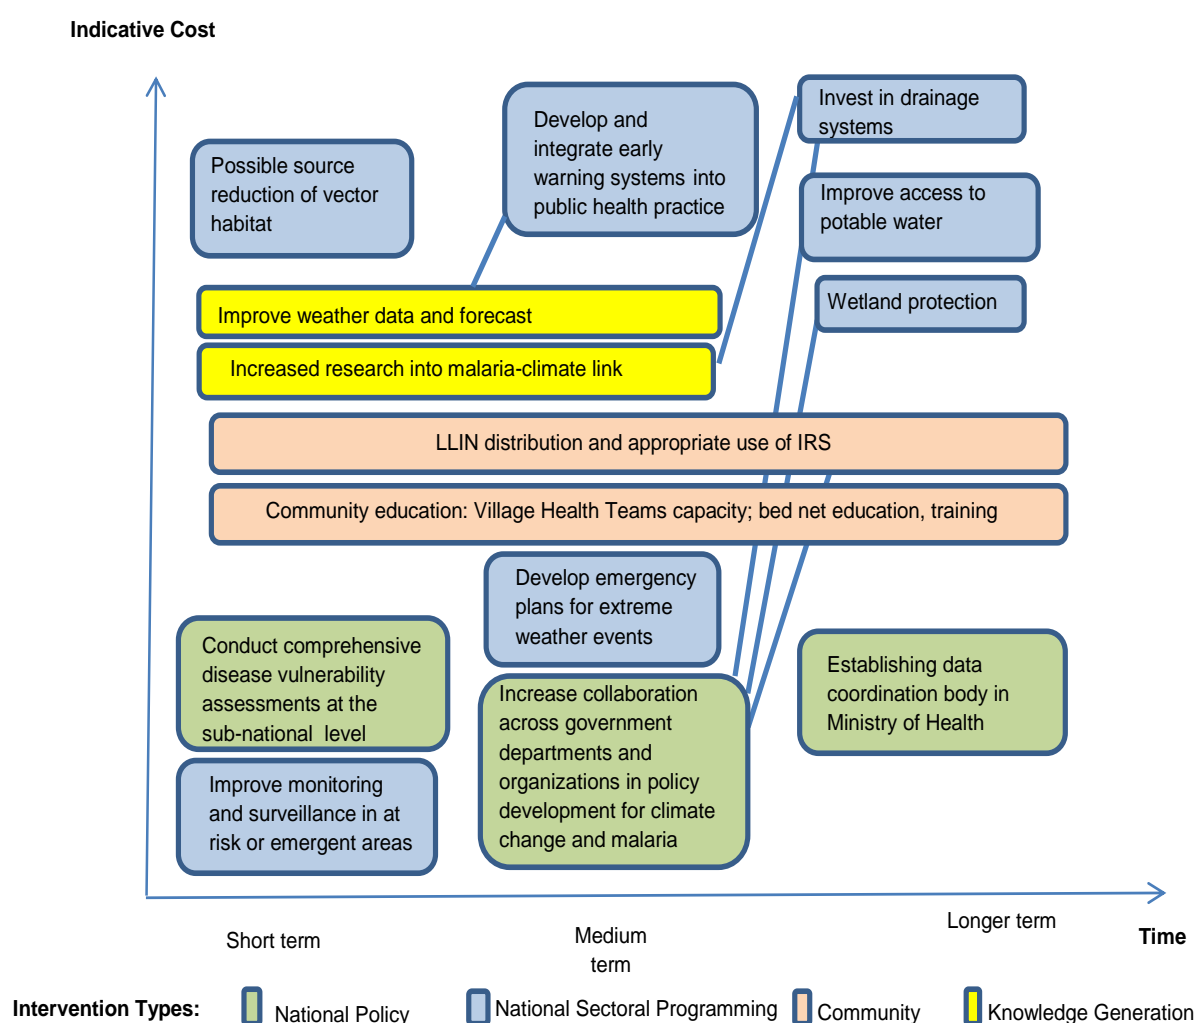 Indicative Cost
Possible source
reduction of vector
habitat
Develop and
integrate early
warning systems into
public health practice
Invest in drainage
systems
Improve access to
potable water
Wetland protection
Improve weather data and forecast
Increased research into malaria-climate link
LLIN distribution and appropriate use of IRS
Community education: Village Health Teams capacity; bed net education, training
Develop emergency
plans for extreme
weather events
Conduct comprehensive
disease vulnerability
assessments at the
sub-national level
Increase collaboration
across government
departments and
organizations in policy
development for climate
change and malaria
Establishing data
coordination body in
Ministry of Health
Improve monitoring
and surveillance in at
risk or emergent areas
Short term
Medium
term
Longer term
Time
Intervention Types:
National Policy
National Sectoral Programming
Community
Knowledge Generation